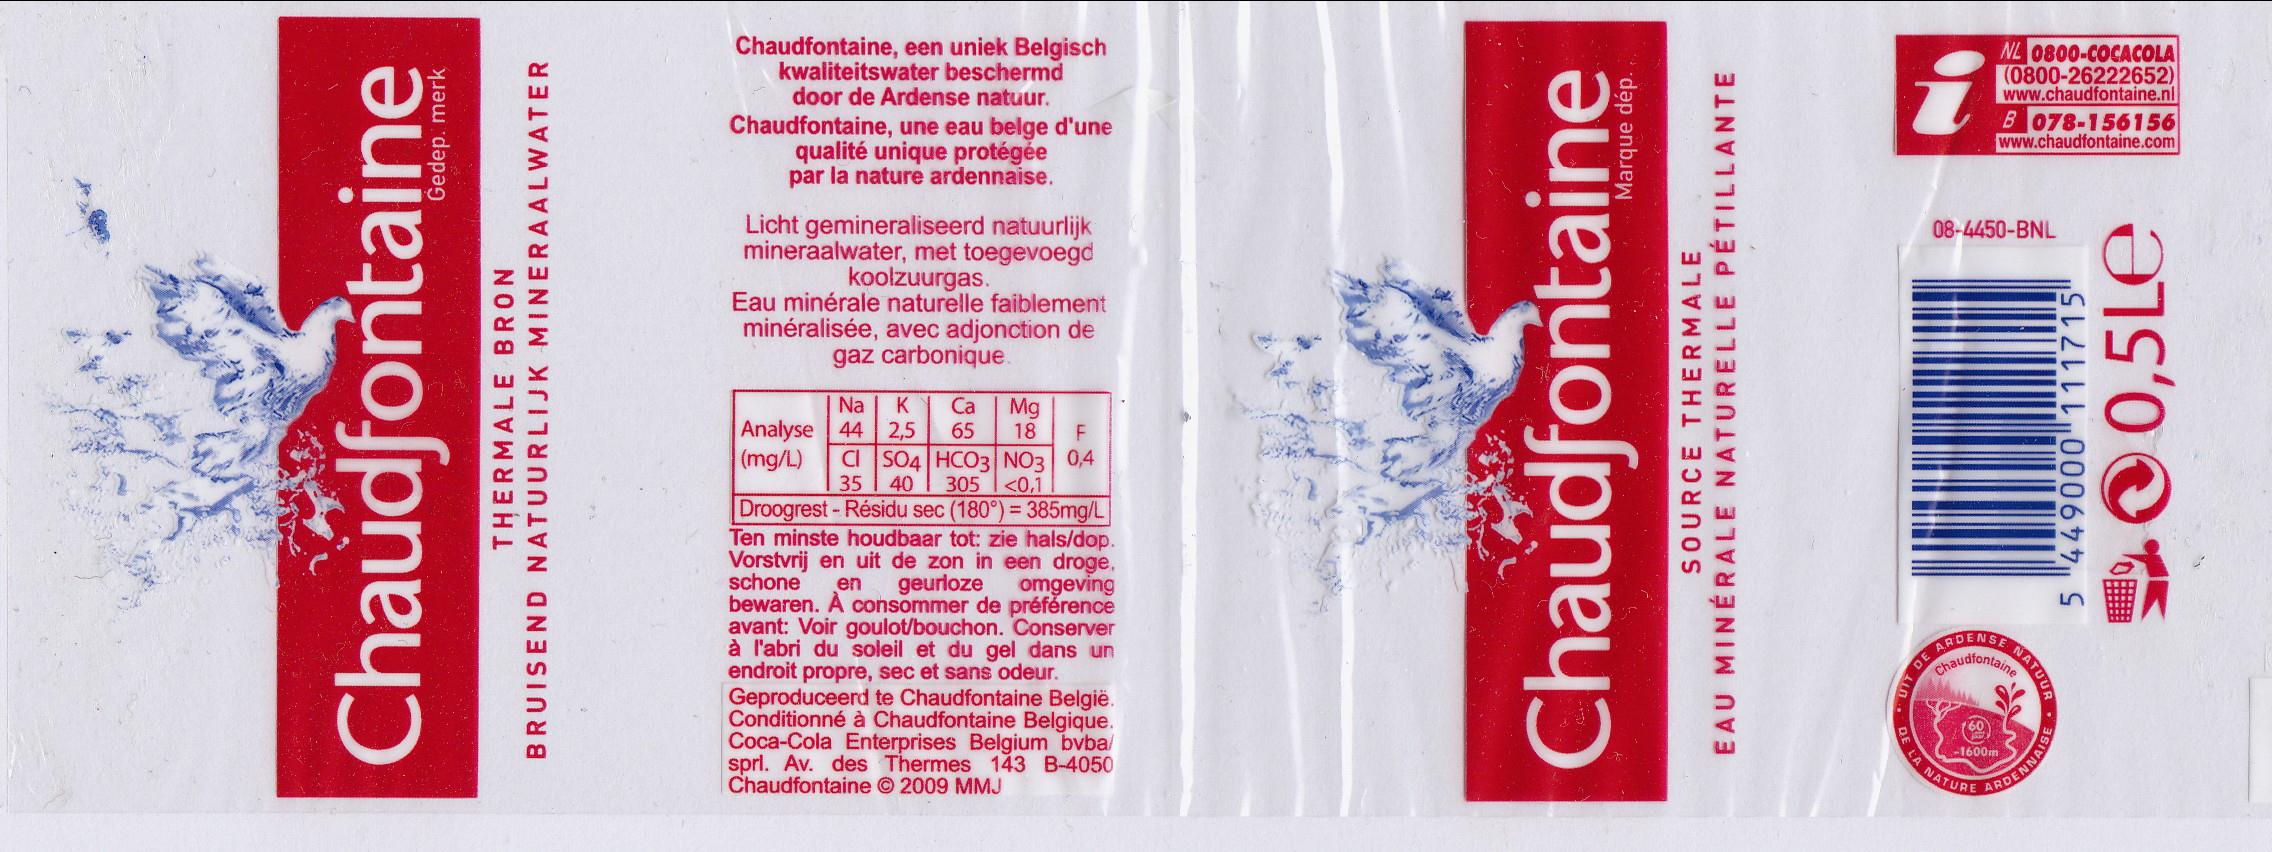 Chaudfontaine
Gedep. merk
THERMALE BRON
BRUISEND NATUURLIJK MINERAALWATER
Chaudfontaine, een uniek Belgisch
kwaliteitswater beschermd
door de Ardense natuur.
Chaudfontaine, une eau belge d'une
qualité unique protégée
par la nature ardennaise.
Licht gemineraliseerd natuurlijk
mineraalwater, met toegevoegd
koolzuurgas.
Eau minérale naturelle faiblement
minéralisée, avec adjonction de
gaz carbonique.
Analyse
(mg/L)
Na K Ca Mg
44 2,5 65 18
Cl SO4 HCO3 NO3
35 40 305 <0,1
F
0,4
Droogrest - Résidu sec (180°) = 385mg/L
Ten minste houdbaar tot: zie hals/dop.
Vorstvrij en uit de zon in een droge,
schone en geurloze omgeving
bewaren. À consommer de préférence
avant: Voir goulot/bouchon. Conserver
à l'abri du soleil et du gel dans un
endroit propre, sec et sans odeur.
Geproduceerd te Chaudfontaine België.
Conditionné à Chaudfontaine Belgique.
Coca-Cola Enterprises Belgium bvba/
sprl. Av. des Thermes 143 B-4050
Chaudfontaine © 2009 MMJ
Chaudfontaine
Marque dép.
SOURCE THERMALE
EAU MINÉRALE NATURELLE PÉTILLANTE
i
NL 0800-COCACOLA
(0800-26222652)
www.chaudfontaine.nl
B 078-156156
www.chaudfontaine.com
08-4450-BNL
5 449000 111715
0,5L e
UIT DE ARDENSE NATUUR
Chaudfontaine
60
-1600m
DE LA NATURE ARDENNAISE